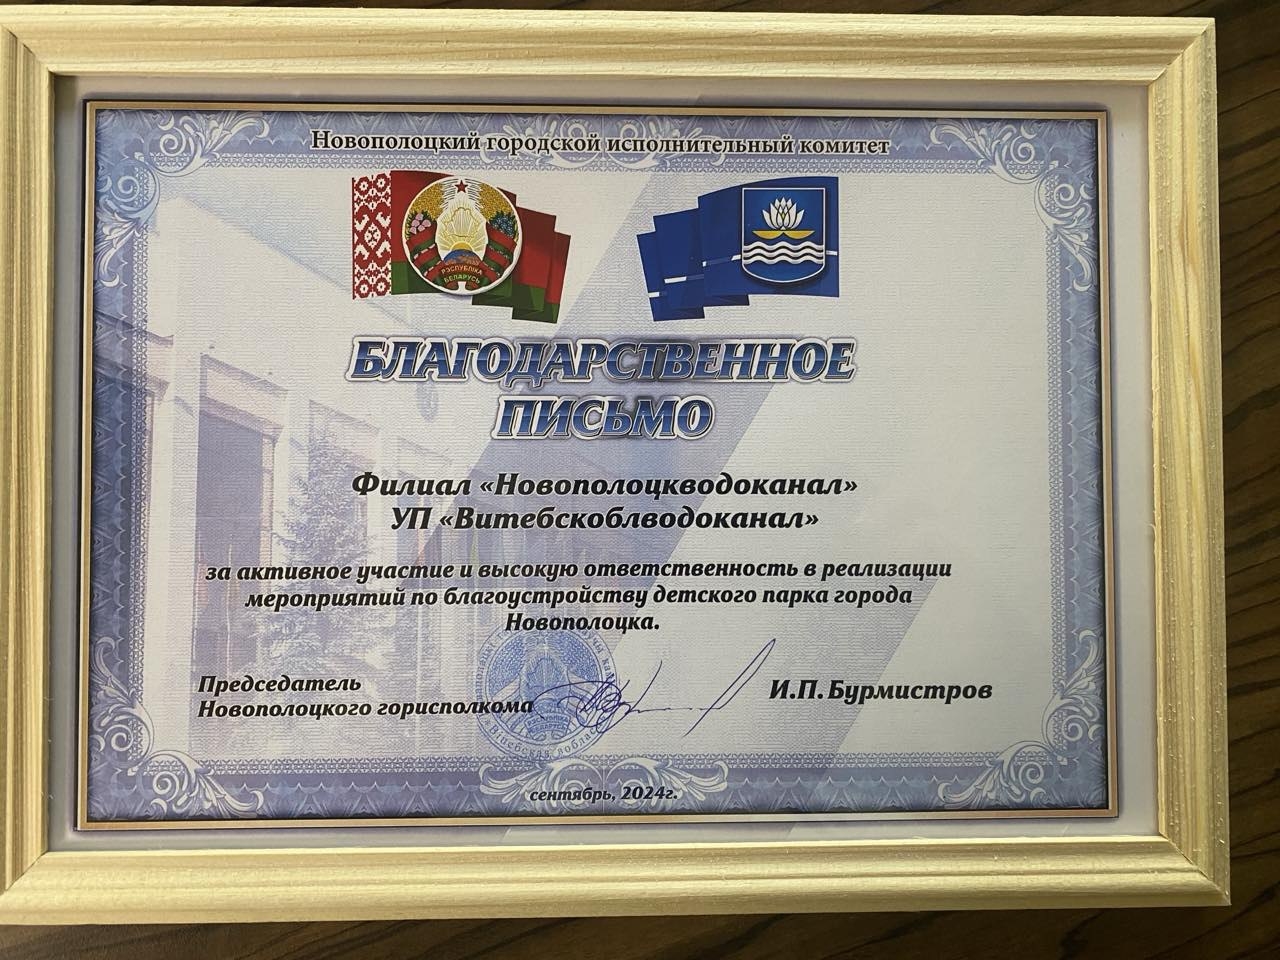 Новополоцкий городской исполнительный комитет
РЭСПУБЛІКА
БЕЛАРУСЬ
БЛАГОДАРСТВЕННОЕ
ПИСЬМО
Филиал «Новополоцкводоканал»
УП «Витебскоблводоканал»
за активное участие и высокую ответственность в реализации
мероприятий по благоустройству детского парка города
Новополоцка.
Председатель
Новополоцкого горисполкома
И.П. Бурмистров
сентябрь, 2024г.